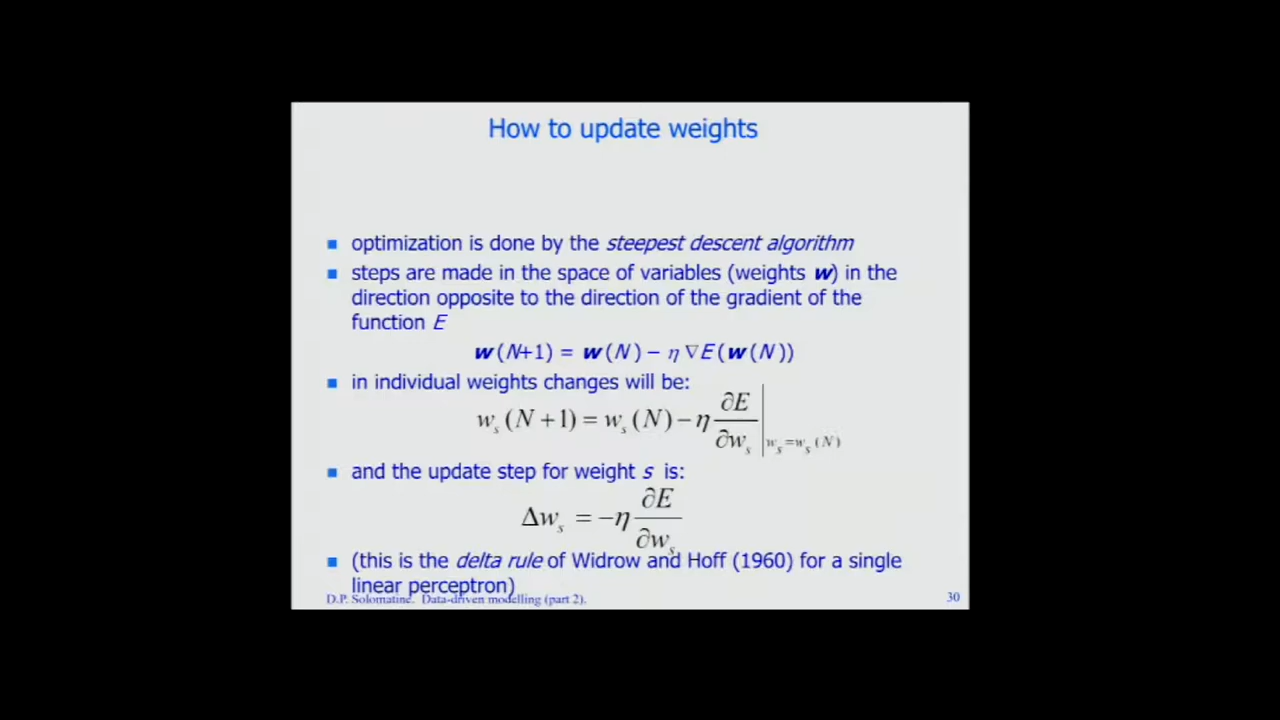 How to update weights
■ optimization is done by the steepest descent algorithm
■ steps are made in the space of variables (weights w) in the
direction opposite to the direction of the gradient of the
function E
w(N+1) = w(N) − η ∇E(w(N))
■ in individual weights changes will be:
w_s(N+1) = w_s(N) − η ∂E/∂w_s |w_s=w_s(N)
■ and the update step for weight s is:
Δw_s = −η ∂E/∂w_s
■ (this is the delta rule of Widrow and Hoff (1960) for a single
linear perceptron)
D.P. Solomatine. Data-driven modelling (part 2).
30